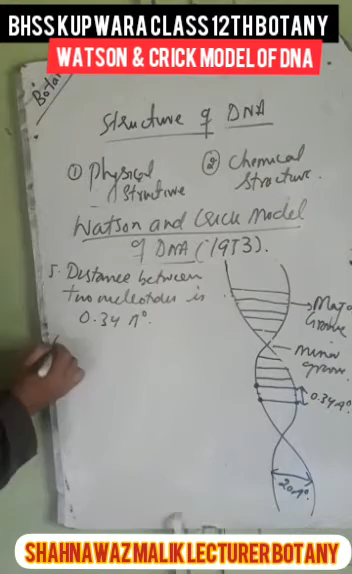 BHSS KUPWARA CLASS 12TH BOTANY
WATSON & CRICK MODEL OF DNA
Structure of DNA
① Physical Structure
② Chemical Structure.
Watson and Crick Model
of DNA (1953).
5. Distance between
two nucleotides is
0.34 A°.
Major
Groove
minor
groove
0.34 A°
20 A°
SHAHNAWAZ MALIK LECTURER BOTANY